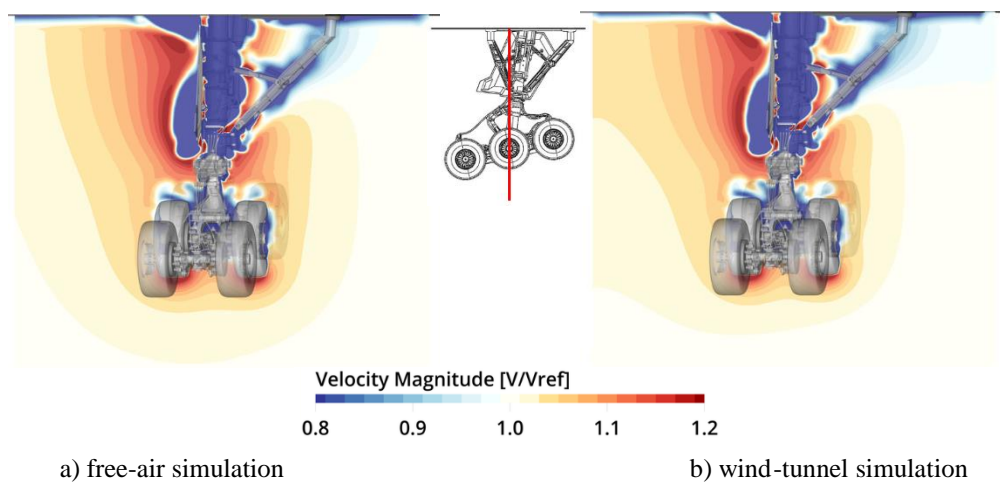 Velocity Magnitude [V/Vref]
0.8 0.9 1.0 1.1 1.2
a) free-air simulation b) wind-tunnel simulation